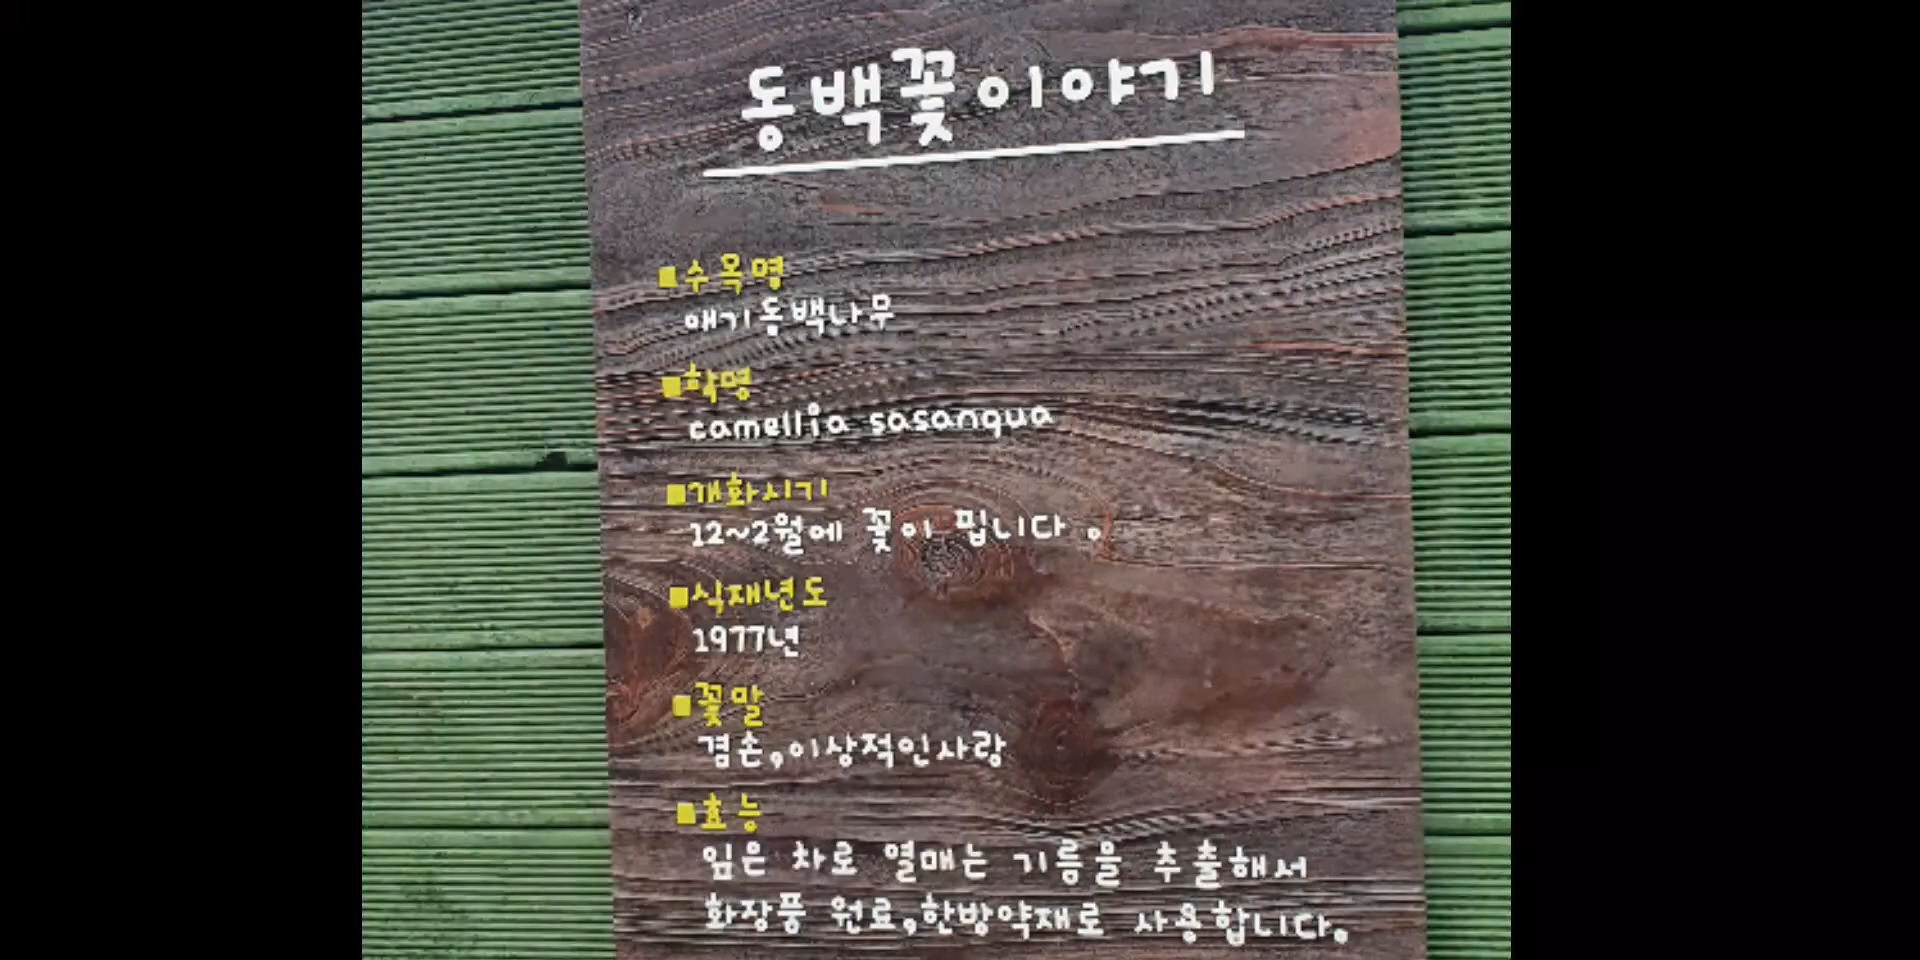 동백꽃이야기
■수목명
애기동백나무
■학명
camellia sasanqua
■개화시기
12~2월에 꽃이 핍니다.
■식재년도
1977년
■꽃말
겸손,이상적인사랑
■효능
잎은 차로 열매는 기름을 추출해서
화장품 원료,한방약재로 사용합니다.